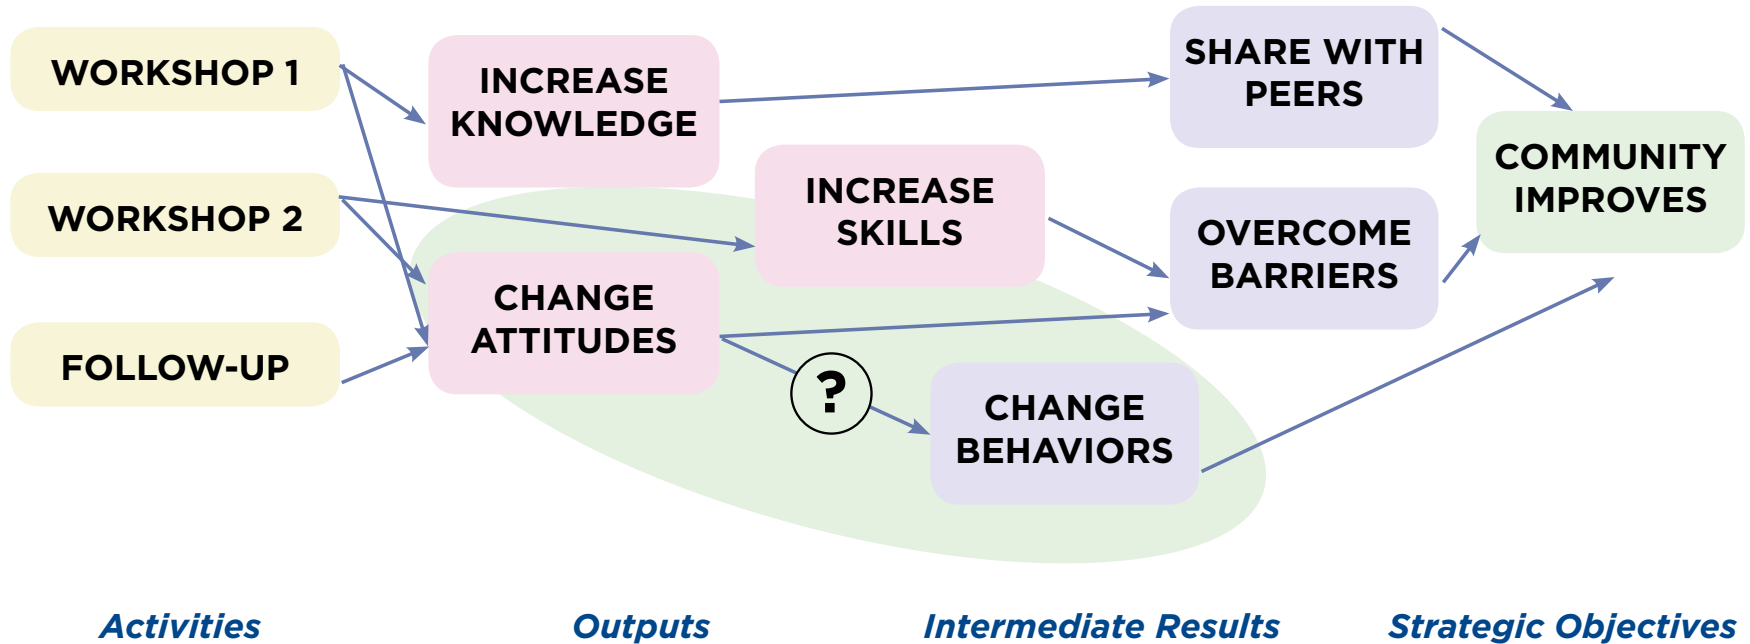 WORKSHOP 1
WORKSHOP 2
FOLLOW-UP
INCREASE
KNOWLEDGE
CHANGE
ATTITUDES
INCREASE
SKILLS
?
CHANGE
BEHAVIORS
SHARE WITH
PEERS
OVERCOME
BARRIERS
COMMUNITY
IMPROVES
Activities
Outputs
Intermediate Results
Strategic Objectives